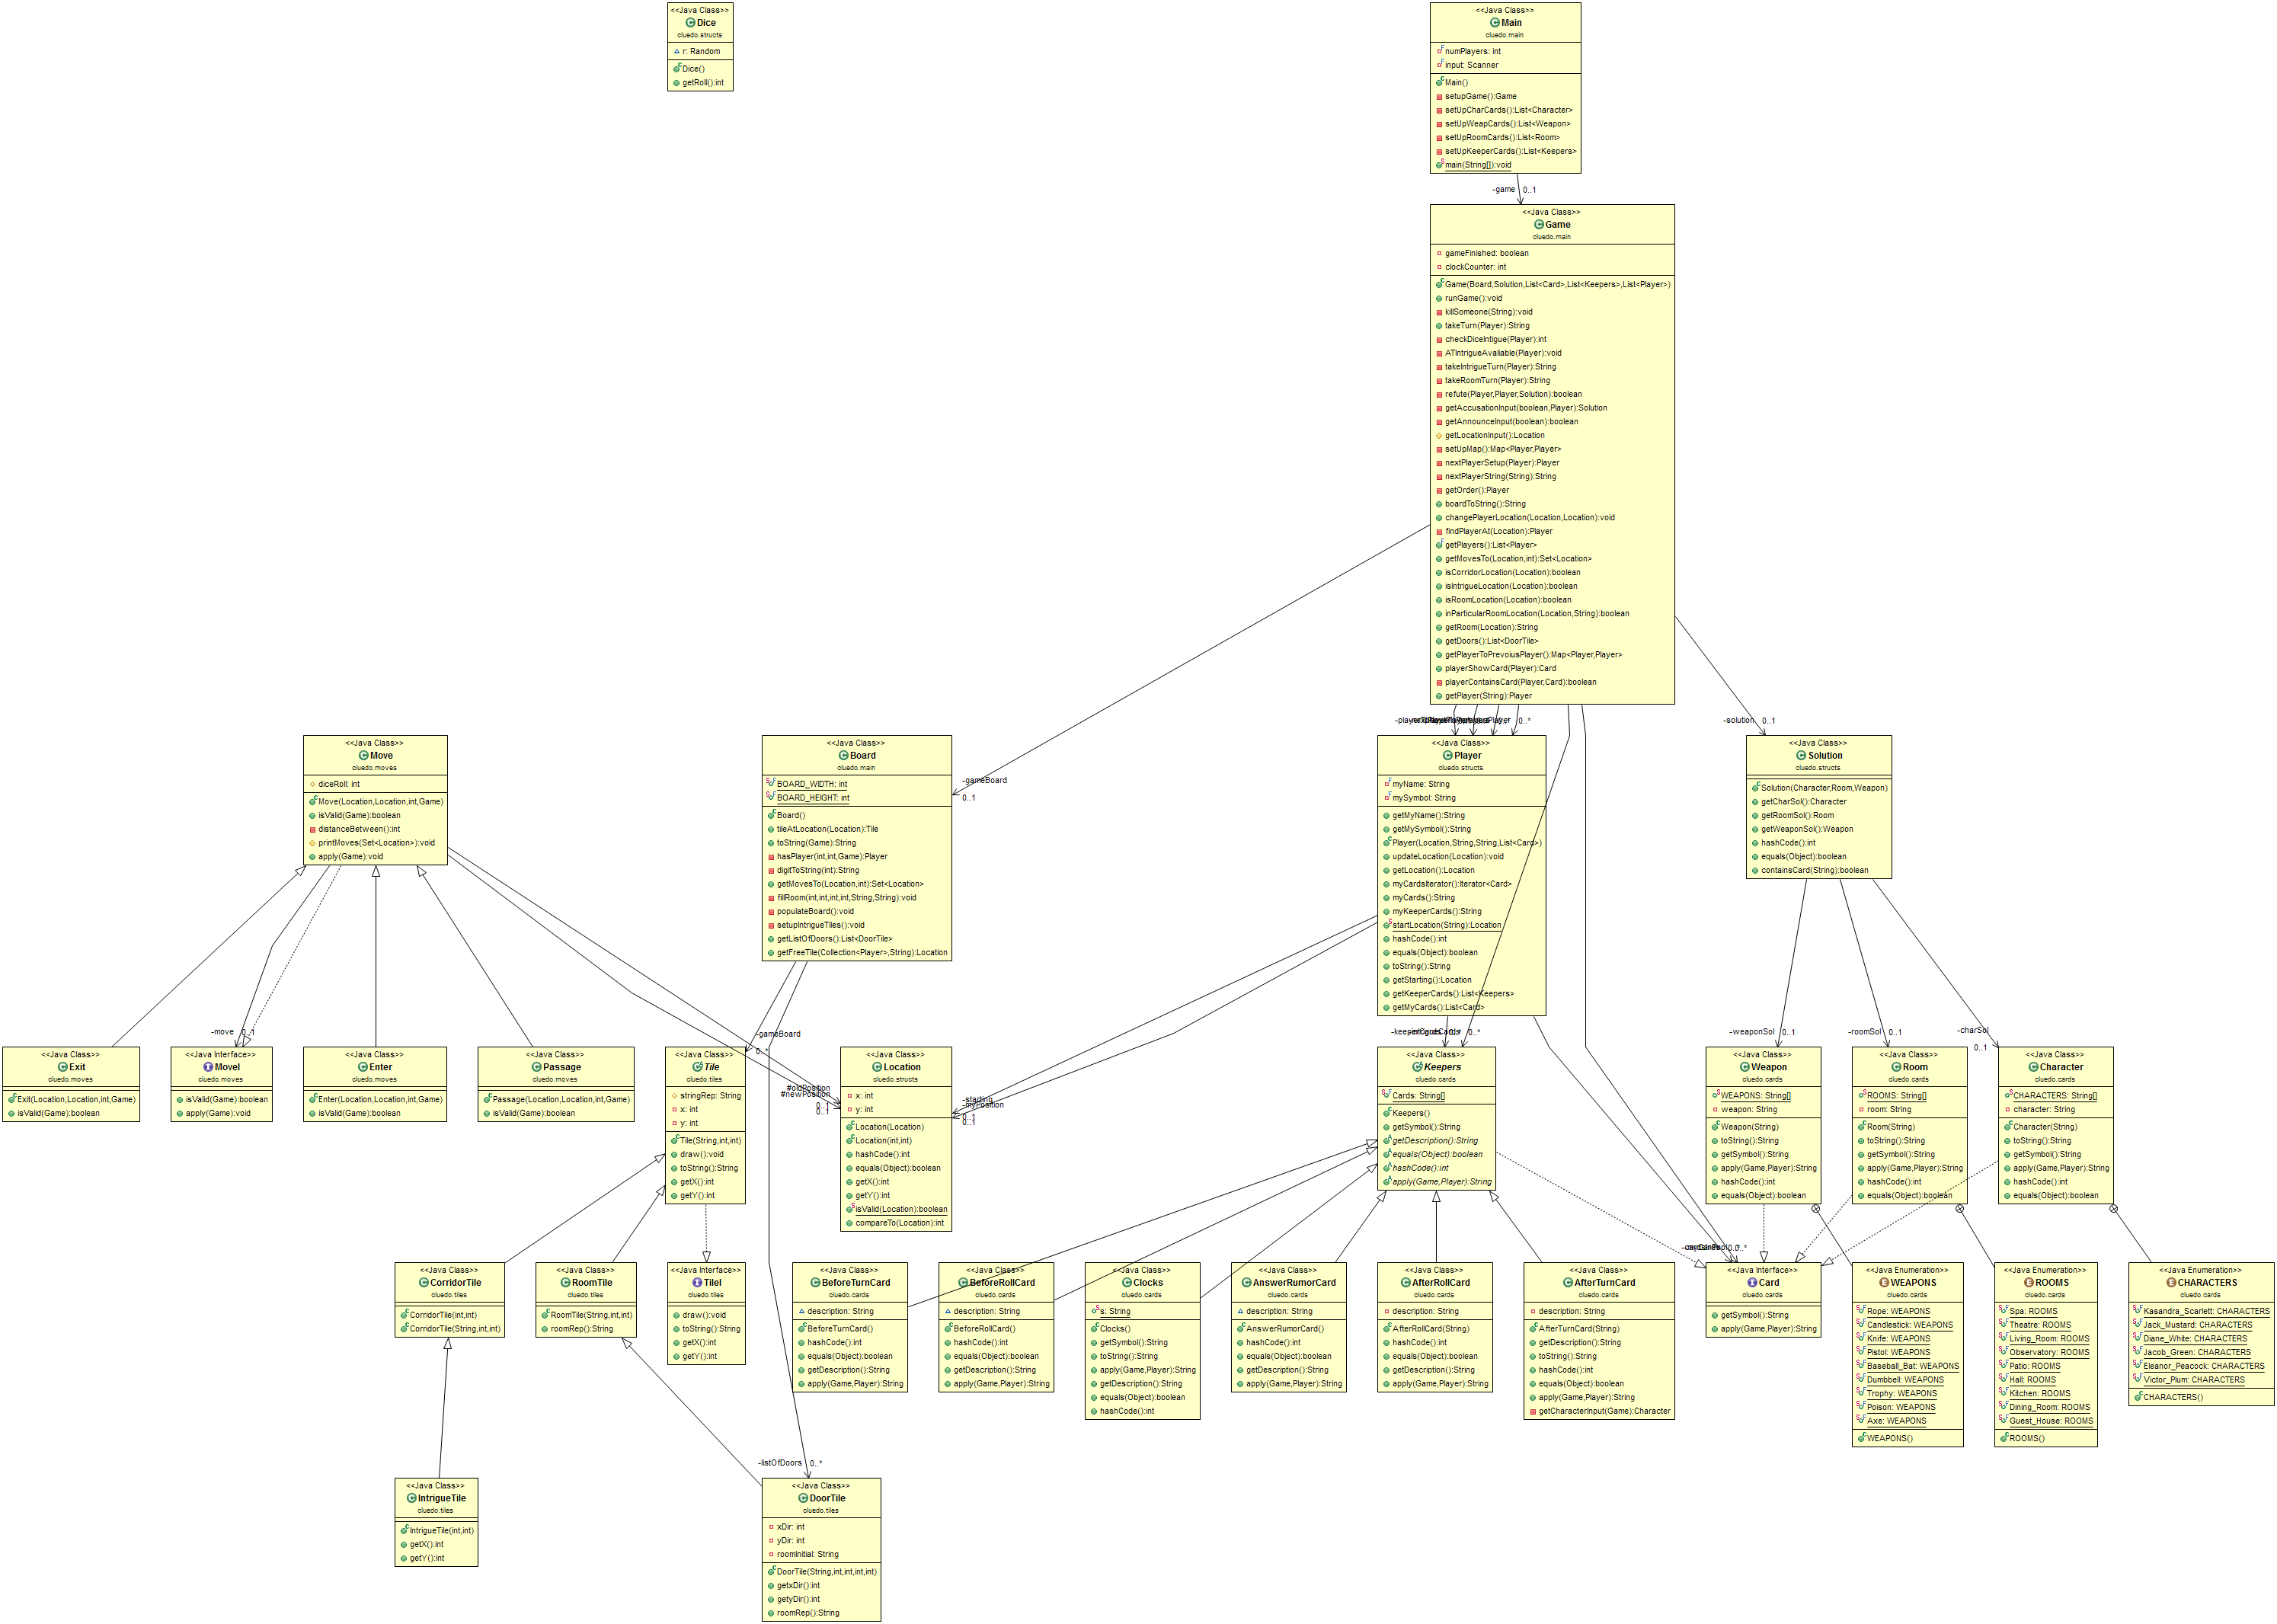 <<Java Class>>
Dice
cluedo.structs
r: Random
Dice()
getRoll():int
<<Java Class>>
Main
cluedo.main
numPlayers: int
input: Scanner
Main()
setupGame():Game
setUpCharCards():List<Character>
setUpWeapCards():List<Weapon>
setUpRoomCards():List<Room>
setUpKeeperCards():List<Keepers>
main(String[]):void
-game 0..1
<<Java Class>>
Game
cluedo.main
gameFinished: boolean
clockCounter: int
Game(Board,Solution,List<Card>,List<Keepers>,List<Player>)
runGame():void
killSomeone(String):void
takeTurn(Player):String
checkDiceIntigue(Player):int
ATIntrigueAvaliable(Player):void
takeIntrigueTurn(Player):String
takeRoomTurn(Player):String
refute(Player,Player,Solution):boolean
getAccusationInput(boolean,Player):Solution
getAnnounceInput(boolean):boolean
getLocationInput():Location
setUpMap():Map<Player,Player>
nextPlayerSetup(Player):Player
nextPlayerString(String):String
getOrder():Player
boardToString():String
changePlayerLocation(Location,Location):void
findPlayerAt(Location):Player
getPlayers():List<Player>
getMovesTo(Location,int):Set<Location>
isCorridorLocation(Location):boolean
isIntrigueLocation(Location):boolean
isRoomLocation(Location):boolean
inParticularRoomLocation(Location,String):boolean
getRoom(Location):String
getDoors():List<DoorTile>
getPlayerToPrevoiusPlayer():Map<Player,Player>
playerShowCard(Player):Card
playerContainsCard(Player,Card):boolean
getPlayer(String):Player
0..*
-solution 0..1
-gameBoard
0..1
<<Java Class>>
Move
cluedo.moves
diceRoll: int
Move(Location,Location,int,Game)
isValid(Game):boolean
distanceBetween():int
printMoves(Set<Location>):void
apply(Game):void
<<Java Class>>
Board
cluedo.main
BOARD_WIDTH: int
BOARD_HEIGHT: int
Board()
tileAtLocation(Location):Tile
toString(Game):String
hasPlayer(int,int,Game):Player
digitToString(int):String
getMovesTo(Location,int):Set<Location>
fillRoom(int,int,int,int,String,String):void
populateBoard():void
setupIntrigueTiles():void
getListOfDoors():List<DoorTile>
getFreeTile(Collection<Player>,String):Location
<<Java Class>>
Player
cluedo.structs
myName: String
mySymbol: String
getMyName():String
getMySymbol():String
Player(Location,String,String,List<Card>)
updateLocation(Location):void
getLocation():Location
myCardsIterator():Iterator<Card>
myCards():String
myKeeperCards():String
startLocation(String):Location
hashCode():int
equals(Object):boolean
toString():String
getStarting():Location
getKeeperCards():List<Keepers>
getMyCards():List<Card>
<<Java Class>>
Solution
cluedo.structs
Solution(Character,Room,Weapon)
getCharSol():Character
getRoomSol():Room
getWeaponSol():Weapon
hashCode():int
equals(Object):boolean
containsCard(String):boolean
-move 0..1
-gameBoard
0..*
0..*
-weaponSol 0..1
-roomSol 0..1
-charSol
0..1
<<Java Class>>
Exit
cluedo.moves
Exit(Location,Location,int,Game)
isValid(Game):boolean
<<Java Interface>>
MoveI
cluedo.moves
isValid(Game):boolean
apply(Game):void
<<Java Class>>
Enter
cluedo.moves
Enter(Location,Location,int,Game)
isValid(Game):boolean
<<Java Class>>
Passage
cluedo.moves
Passage(Location,Location,int,Game)
isValid(Game):boolean
<<Java Class>>
Tile
cluedo.tiles
stringRep: String
x: int
y: int
Tile(String,int,int)
draw():void
toString():String
getX():int
getY():int
#oldPosition
#newPosition
0..1
0..1
<<Java Class>>
Location
cluedo.structs
x: int
y: int
Location(Location)
Location(int,int)
hashCode():int
equals(Object):boolean
getX():int
getY():int
isValid(Location):boolean
compareTo(Location):int
-starting
-myPosition
0..1
0..1
<<Java Class>>
Keepers
cluedo.cards
Cards: String[]
Keepers()
getSymbol():String
getDescription():String
equals(Object):boolean
hashCode():int
apply(Game,Player):String
<<Java Class>>
Weapon
cluedo.cards
WEAPONS: String[]
weapon: String
Weapon(String)
toString():String
getSymbol():String
apply(Game,Player):String
hashCode():int
equals(Object):boolean
<<Java Class>>
Room
cluedo.cards
ROOMS: String[]
room: String
Room(String)
toString():String
getSymbol():String
apply(Game,Player):String
hashCode():int
equals(Object):boolean
<<Java Class>>
Character
cluedo.cards
CHARACTERS: String[]
character: String
Character(String)
toString():String
getSymbol():String
apply(Game,Player):String
hashCode():int
equals(Object):boolean
<<Java Class>>
CorridorTile
cluedo.tiles
CorridorTile(int,int)
CorridorTile(String,int,int)
<<Java Class>>
RoomTile
cluedo.tiles
RoomTile(String,int,int)
roomRep():String
<<Java Interface>>
TileI
cluedo.tiles
draw():void
toString():String
getX():int
getY():int
<<Java Class>>
BeforeTurnCard
cluedo.cards
description: String
BeforeTurnCard()
hashCode():int
equals(Object):boolean
getDescription():String
apply(Game,Player):String
<<Java Class>>
BeforeRollCard
cluedo.cards
description: String
BeforeRollCard()
hashCode():int
equals(Object):boolean
getDescription():String
apply(Game,Player):String
<<Java Class>>
Clocks
cluedo.cards
s: String
Clocks()
getSymbol():String
toString():String
apply(Game,Player):String
getDescription():String
equals(Object):boolean
hashCode():int
<<Java Class>>
AnswerRumorCard
cluedo.cards
description: String
AnswerRumorCard()
hashCode():int
equals(Object):boolean
getDescription():String
apply(Game,Player):String
<<Java Class>>
AfterRollCard
cluedo.cards
description: String
AfterRollCard(String)
hashCode():int
equals(Object):boolean
getDescription():String
apply(Game,Player):String
<<Java Class>>
AfterTurnCard
cluedo.cards
description: String
AfterTurnCard(String)
getDescription():String
toString():String
hashCode():int
equals(Object):boolean
apply(Game,Player):String
getCharacterInput(Game):Character
<<Java Interface>>
Card
cluedo.cards
getSymbol():String
apply(Game,Player):String
<<Java Enumeration>>
WEAPONS
cluedo.cards
Rope: WEAPONS
Candlestick: WEAPONS
Knife: WEAPONS
Pistol: WEAPONS
Baseball_Bat: WEAPONS
Dumbbell: WEAPONS
Trophy: WEAPONS
Poison: WEAPONS
Axe: WEAPONS
WEAPONS()
<<Java Enumeration>>
ROOMS
cluedo.cards
Spa: ROOMS
Theatre: ROOMS
Living_Room: ROOMS
Observatory: ROOMS
Patio: ROOMS
Hall: ROOMS
Kitchen: ROOMS
Dining_Room: ROOMS
Guest_House: ROOMS
ROOMS()
<<Java Enumeration>>
CHARACTERS
cluedo.cards
Kasandra_Scarlett: CHARACTERS
Jack_Mustard: CHARACTERS
Diane_White: CHARACTERS
Jacob_Green: CHARACTERS
Eleanor_Peacock: CHARACTERS
Victor_Plum: CHARACTERS
CHARACTERS()
-listOfDoors 0..*
<<Java Class>>
IntrigueTile
cluedo.tiles
IntrigueTile(int,int)
getX():int
getY():int
<<Java Class>>
DoorTile
cluedo.tiles
xDir: int
yDir: int
roomInitial: String
DoorTile(String,int,int,int,int)
getxDir():int
getyDir():int
roomRep():String